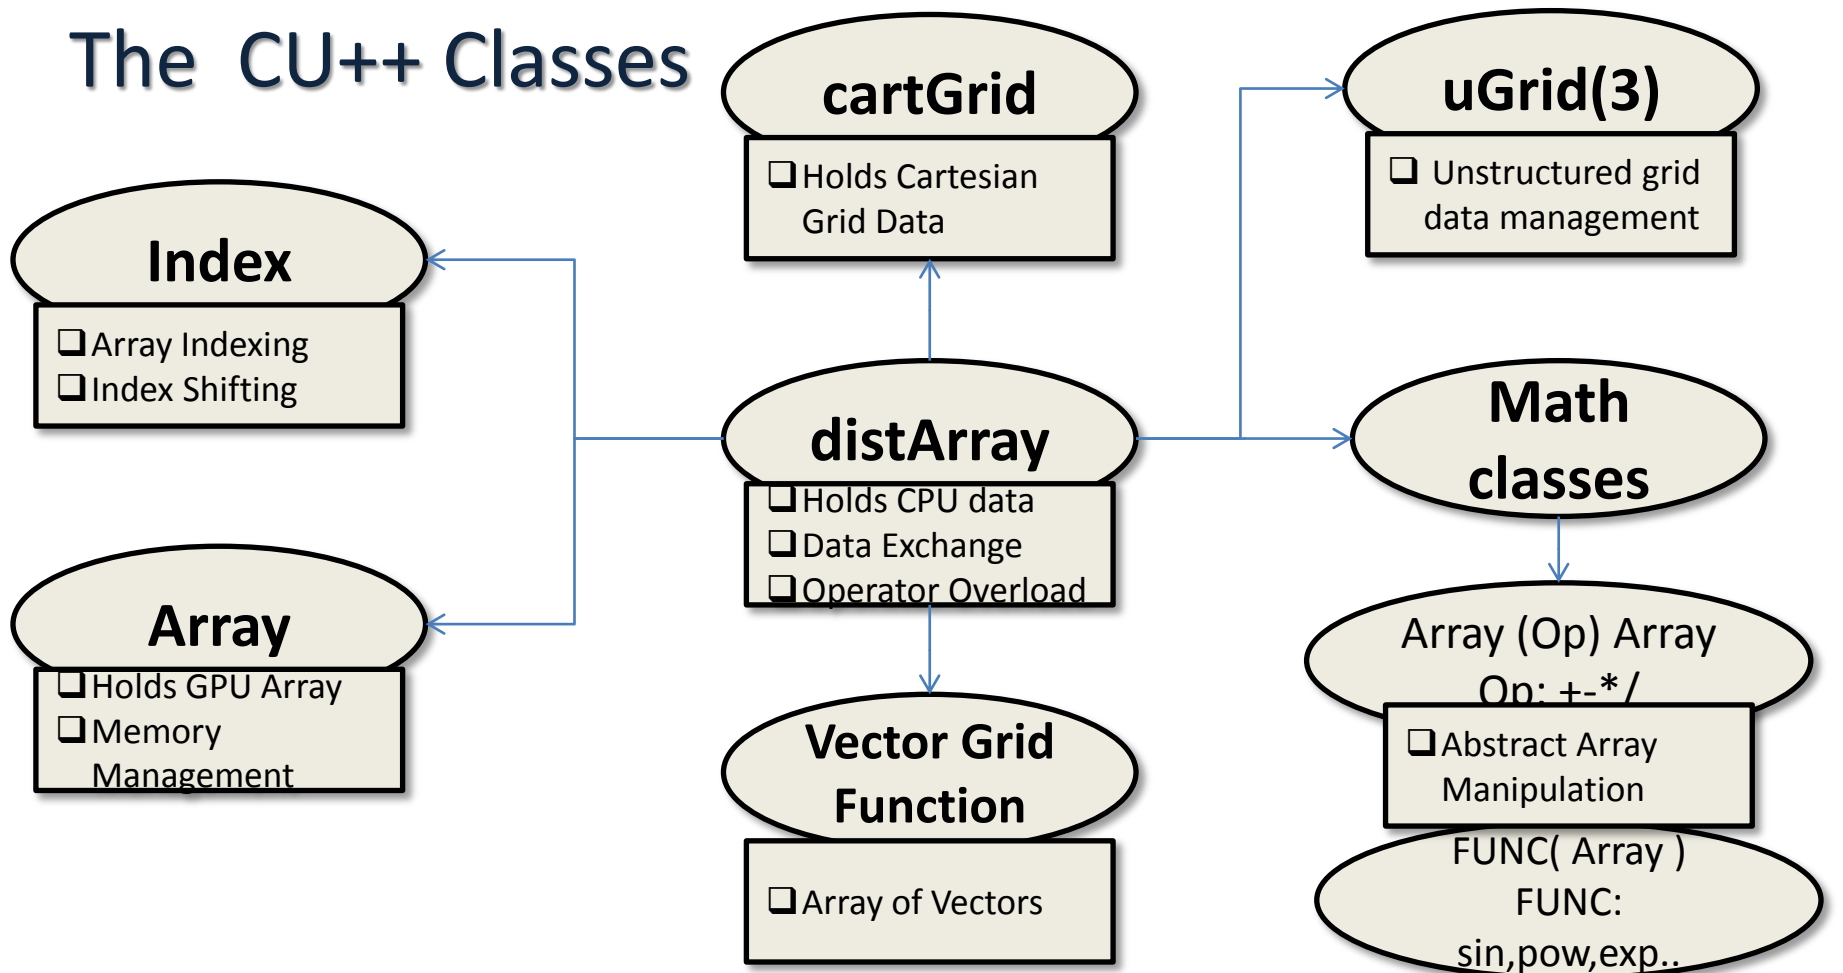 The CU++ Classes
cartGrid
Holds Cartesian
Grid Data
uGrid(3)
Unstructured grid
data management
Index
Array Indexing
Index Shifting
distArray
Holds CPU data
Data Exchange
Operator Overload
Math
classes
Array
Holds GPU Array
Memory
Management
Vector Grid
Function
Array of Vectors
Array (Op) Array
Op: +-*/
Abstract Array
Manipulation
FUNC( Array )
FUNC:
sin,pow,exp..